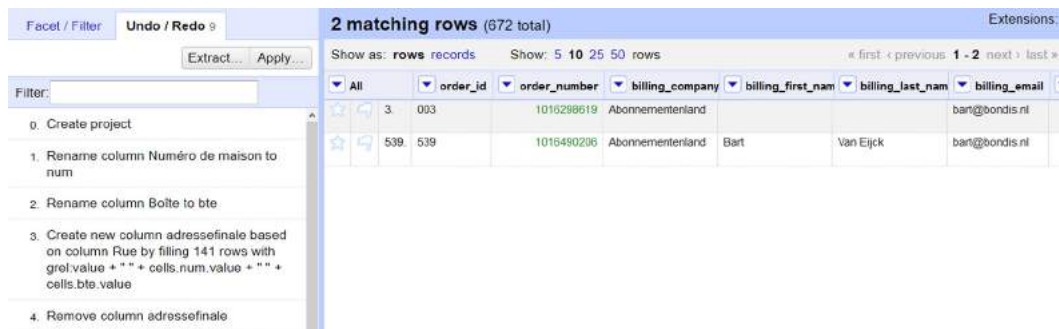 Facet / Filter Undo / Redo 9
Extract... Apply...
Filter:
0. Create project
1. Rename column Numéro de maison to
num
2. Rename column Boîte to bte
3. Create new column adressefinale based
on column Rue by filling 141 rows with
grel:value + " " + cells.num.value + " " +
cells.bte.value
4. Remove column adressefinale
2 matching rows (672 total)
Extensions:
Show as: rows records Show: 5 10 25 50 rows « first ‹ previous 1 - 2 next › last »
All order_id order_number billing_company billing_first_nam billing_last_nam billing_email
3. 003 1016298619 Abonnementenland bart@bondis.nl
539. 539 1016490206 Abonnementenland Bart Van Eijck bart@bondis.nl